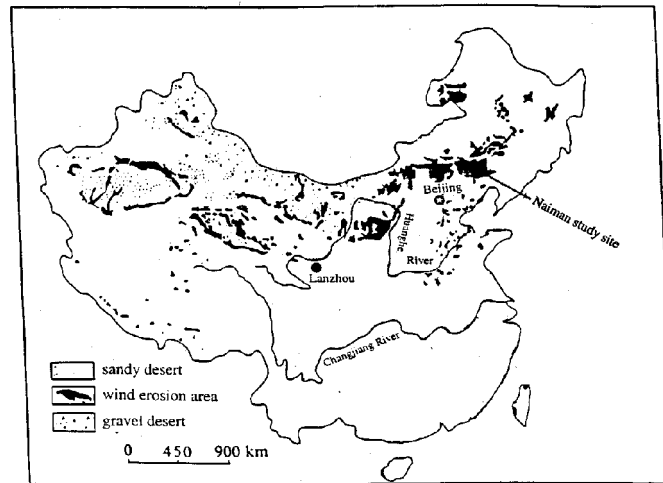 Beijing
Naiman study site
Huanghe
River
Lanzhou
Changjiang River
sandy desert
wind erosion area
gravel desert
0 450 900 km